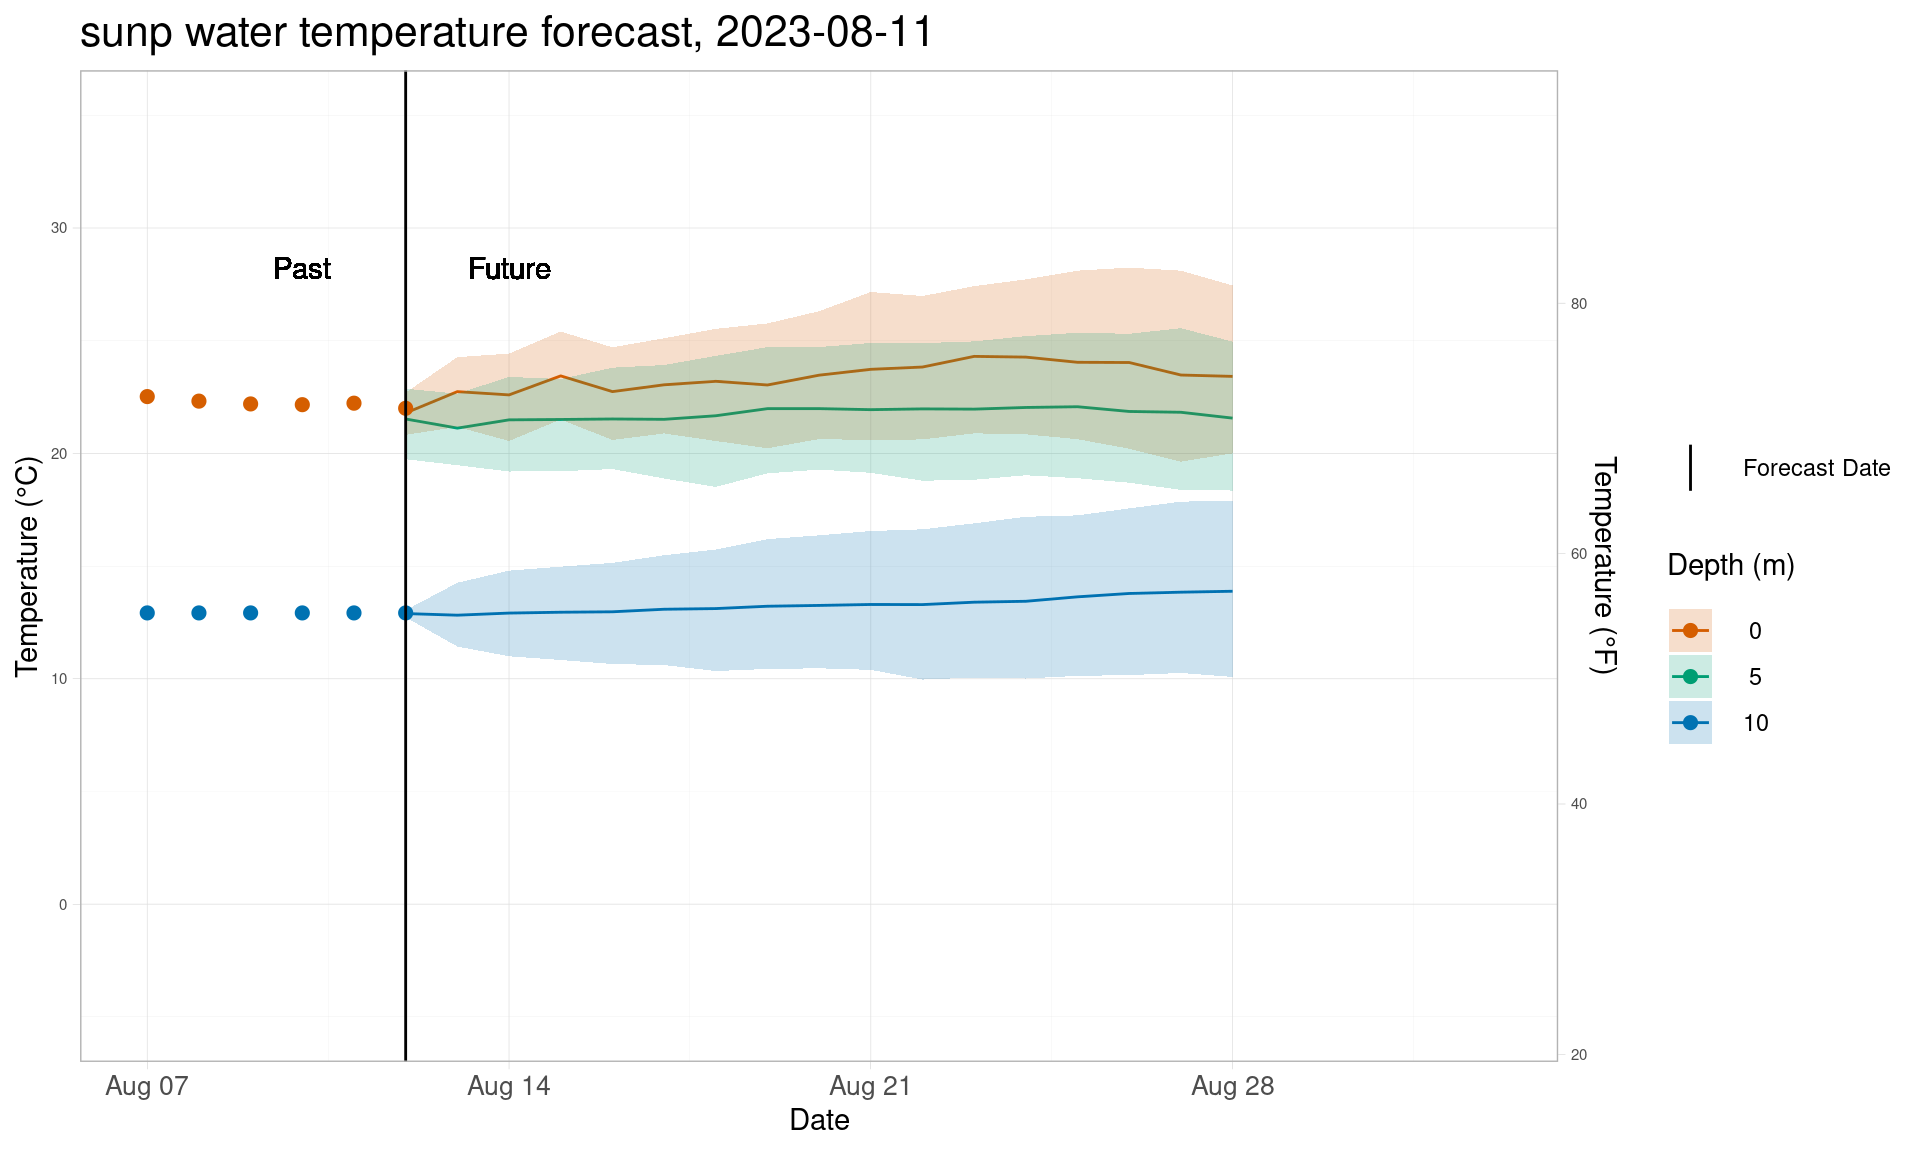 sunp water temperature forecast, 2023-08-11
Temperature (°C)
30
20
10
0
Past
Future
80
60
40
20
Temperature (°F)
Aug 07
Aug 14
Aug 21
Aug 28
Date
Forecast Date
Depth (m)
0
5
10